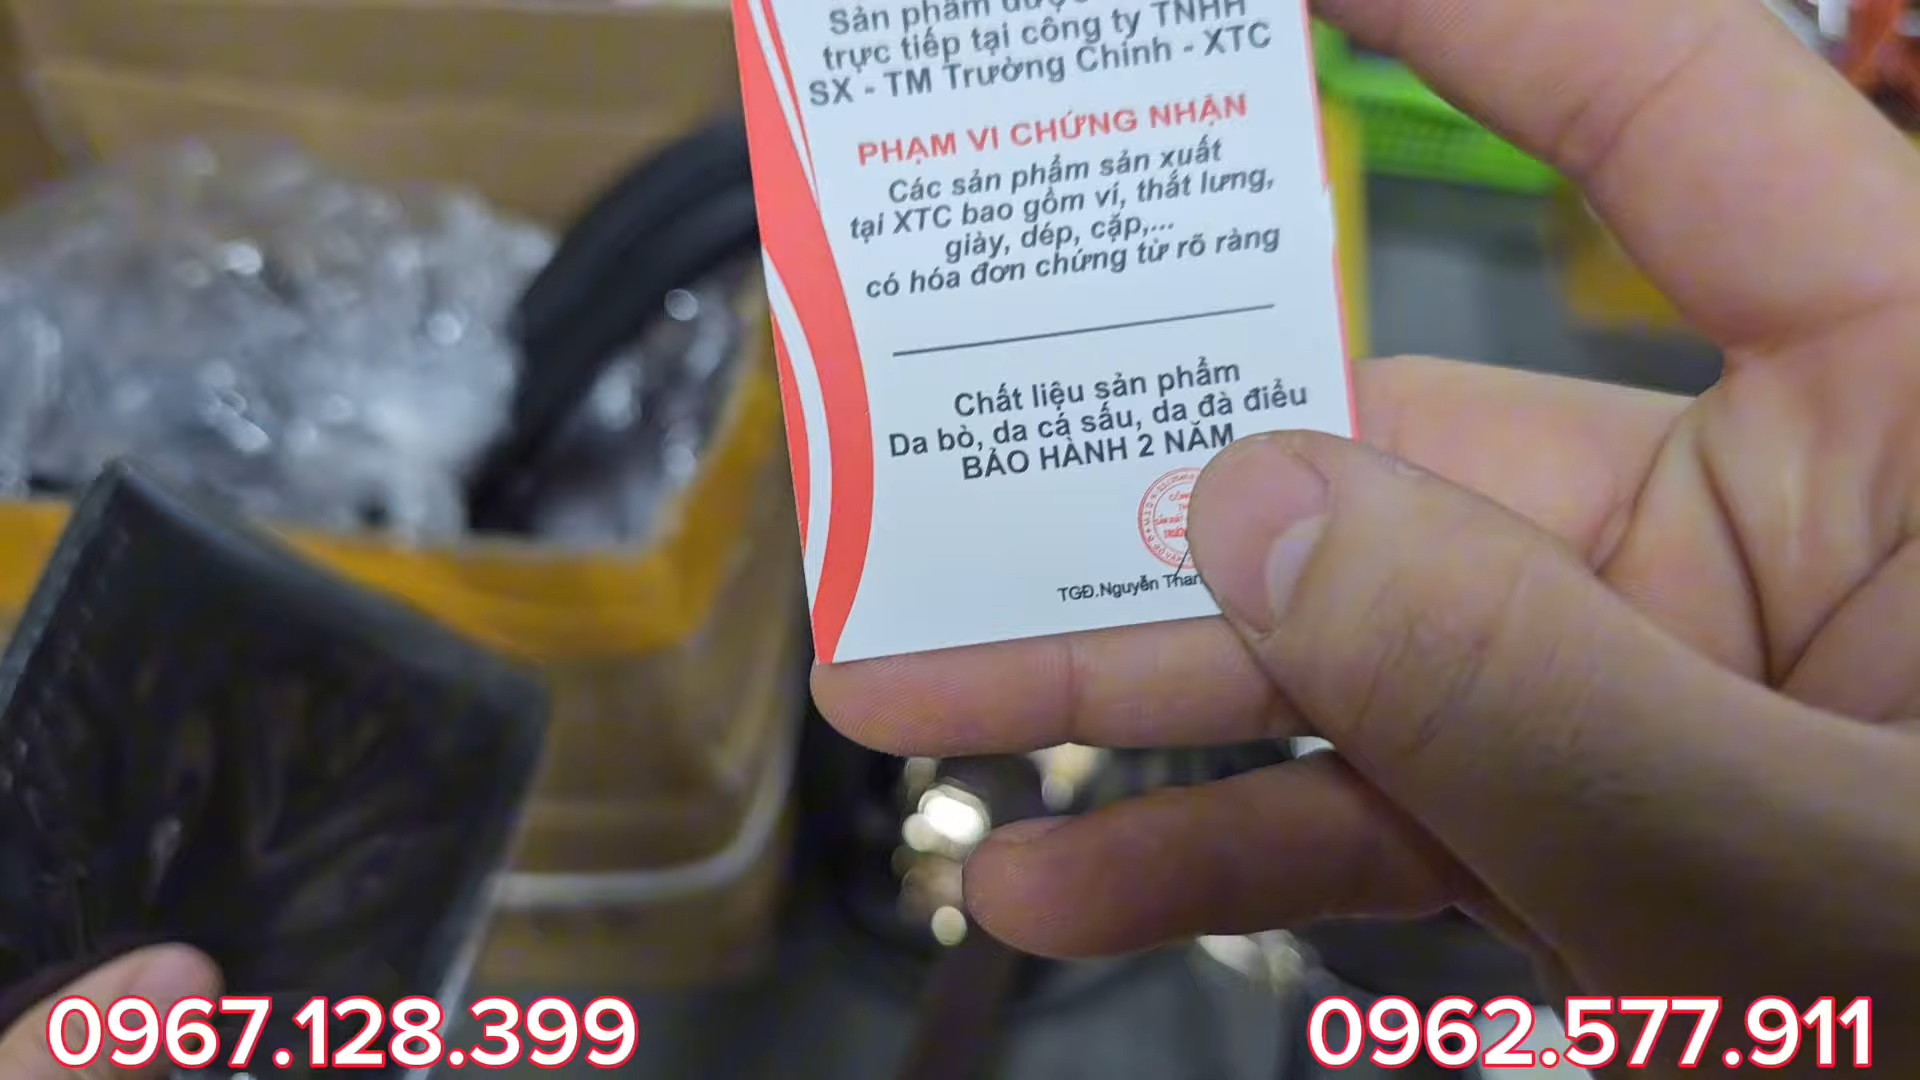 Sản phẩm được
trực tiếp tại công ty TNHH
SX - TM Trường Chinh - XTC
PHẠM VI CHỨNG NHẬN
Các sản phẩm sản xuất
tại XTC bao gồm ví, thắt lưng,
giày, dép, cặp,...
có hóa đơn chứng từ rõ ràng
Chất liệu sản phẩm
Da bò, da cá sấu, da đà điểu
BẢO HÀNH 2 NĂM
TGĐ.Nguyễn
0967.128.399
0962.577.911